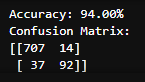 Accuracy: 94.00%
Confusion Matrix:
[[707  14]
 [ 37  92]]